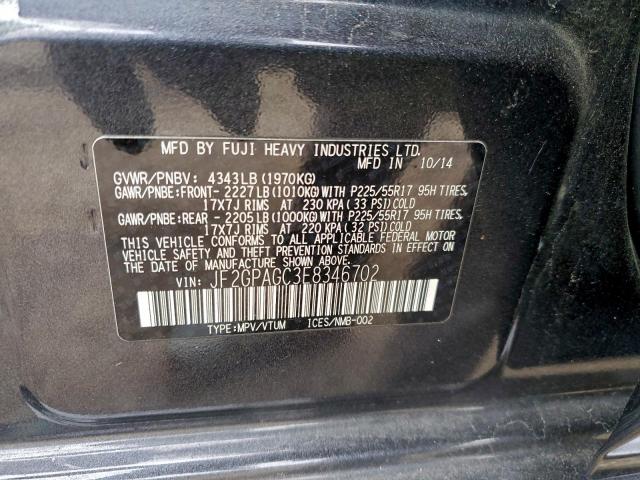 MFD BY FUJI HEAVY INDUSTRIES LTD.
MFD IN 10/14
GVWR/PNBV: 4343LB (1970KG)
GAWR/PNBE:FRONT- 2227LB(1010KG)WITH P225/55R17 95H TIRES,
17X7J RIMS AT 230 KPA (33 PSI)COLD
GAWR/PNBE:REAR - 2205LB(1000KG)WITH P225/55R17 95H TIRES,
17X7J RIMS AT 220 KPA (32 PSI)COLD
THIS VEHICLE CONFORMS TO ALL APPLICABLE FEDERAL MOTOR
VEHICLE SAFETY AND BUMPER STANDARDS IN EFFECT ON
THE DATE OF MANUFACTURE SHOWN ABOVE.
VIN: JF2GPAGC3E8346702
TYPE:MPV/VTUM ICES/NMB-002